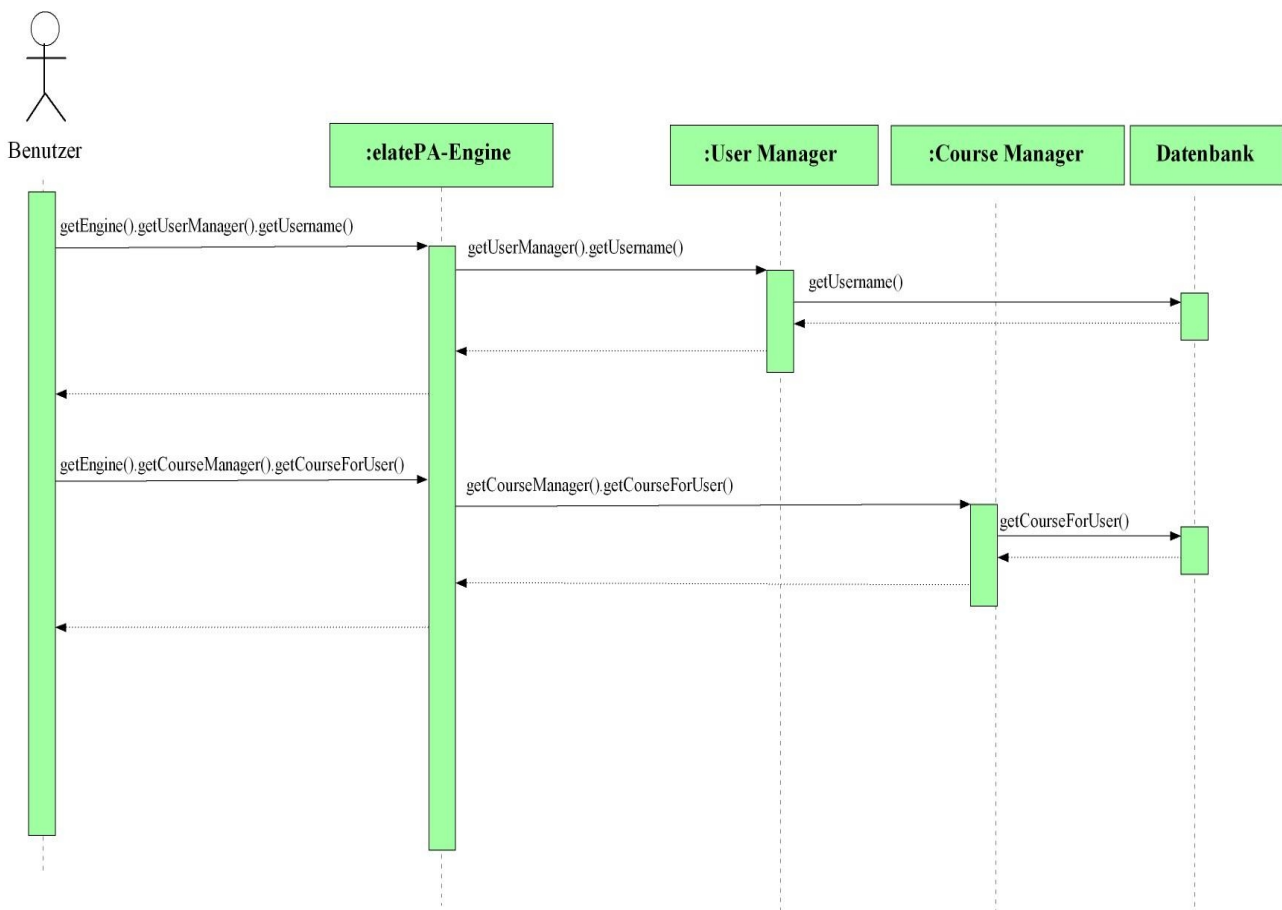 Benutzer
:elatePA-Engine
:User Manager
:Course Manager
Datenbank
getEngine().getUserManager().getUsername()
getUserManager().getUsername()
getUsername()
getEngine().getCourseManager().getCourseForUser()
getCourseManager().getCourseForUser()
getCourseForUser()